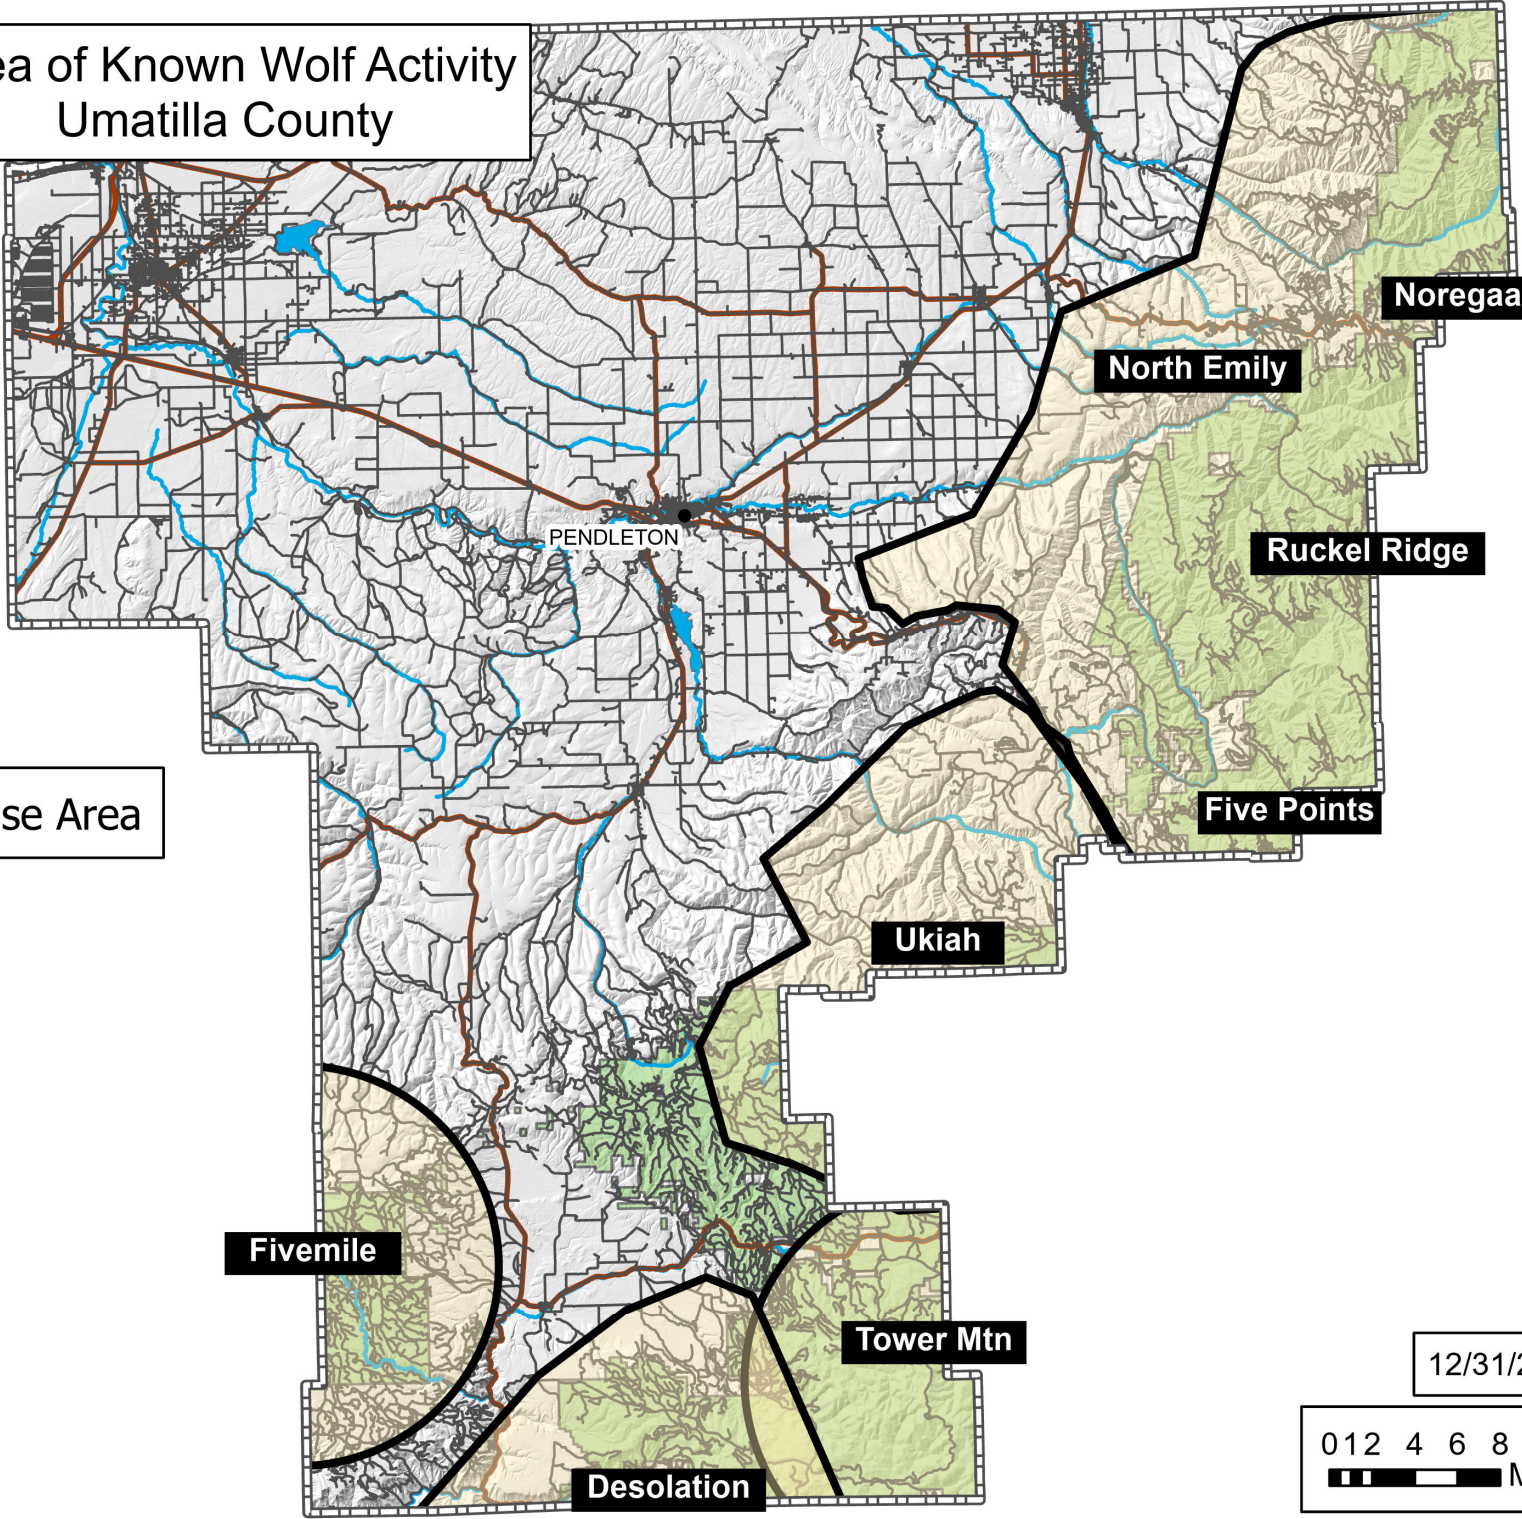 ea of Known Wolf Activity
Umatilla County
Noregaa
North Emily
PENDLETON
Ruckel Ridge
se Area
Five Points
Ukiah
Fivemile
Tower Mtn
12/31/2
0 1 2 4 6 8
Desolation